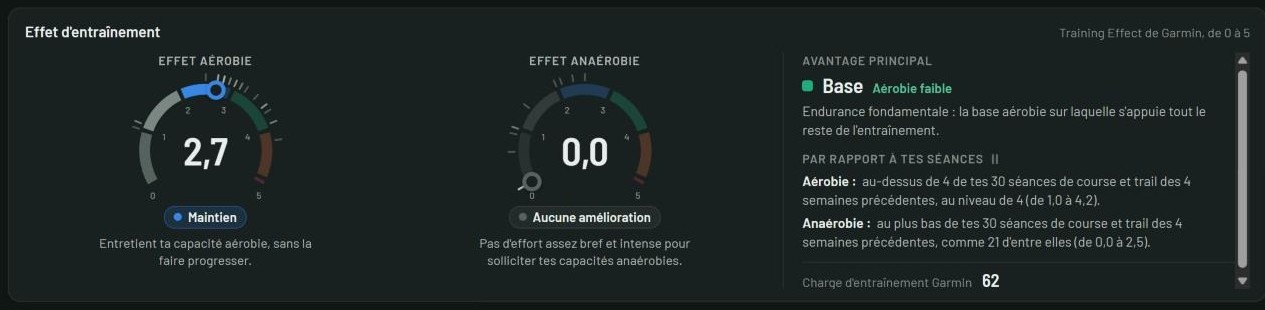 Effet d'entraînement
Training Effect de Garmin, de 0 à 5
EFFET AÉROBIE
0
1
2
3
4
5
2,7
Maintien
Entretient ta capacité aérobie, sans la
faire progresser.
EFFET ANAÉROBIE
0
1
2
3
4
5
0,0
Aucune amélioration
Pas d'effort assez bref et intense pour
solliciter tes capacités anaérobies.
AVANTAGE PRINCIPAL
Base Aérobie faible
Endurance fondamentale : la base aérobie sur laquelle s'appuie tout le
reste de l'entraînement.
PAR RAPPORT À TES SÉANCES
Aérobie : au-dessus de 4 de tes 30 séances de course et trail des 4
semaines précédentes, au niveau de 4 (de 1,0 à 4,2).
Anaérobie : au plus bas de tes 30 séances de course et trail des 4
semaines précédentes, comme 21 d'entre elles (de 0,0 à 2,5).
Charge d'entraînement Garmin 62